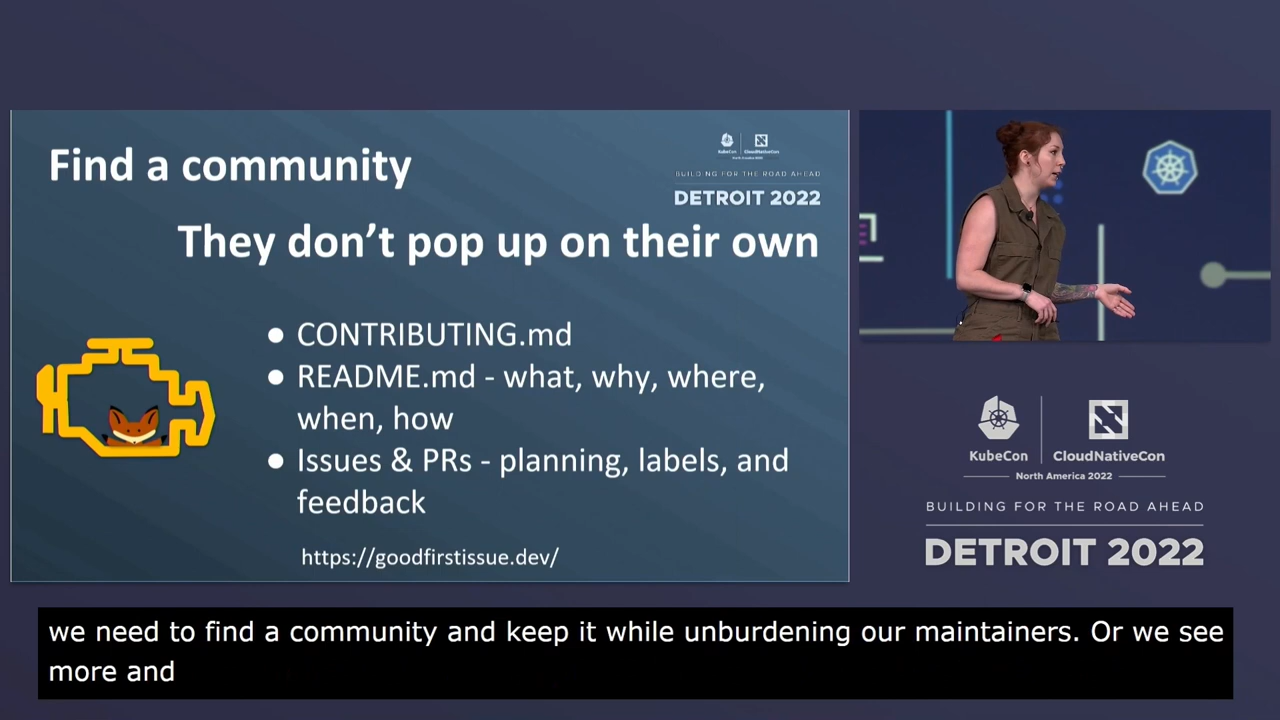 Find a community
They don't pop up on their own
KubeCon CloudNativeCon
BUILDING FOR THE ROAD AHEAD
DETROIT 2022
● CONTRIBUTING.md
● README.md - what, why, where,
when, how
● Issues & PRs - planning, labels, and
feedback
https://goodfirstissue.dev/
KubeCon CloudNativeCon
North America 2022
BUILDING FOR THE ROAD AHEAD
DETROIT 2022
we need to find a community and keep it while unburdening our maintainers. Or we see
more and